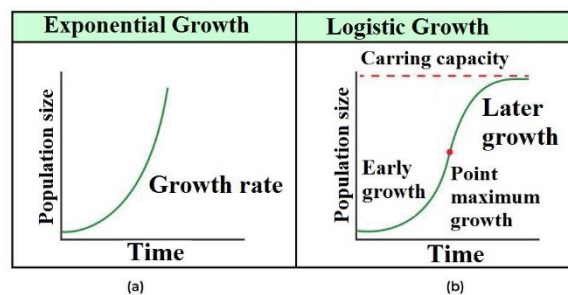 Exponential Growth
Population size
Growth rate
Time
(a)
Logistic Growth
Carring capacity
Population size
Later
growth
Early
growth
Point
maximum
growth
Time
(b)